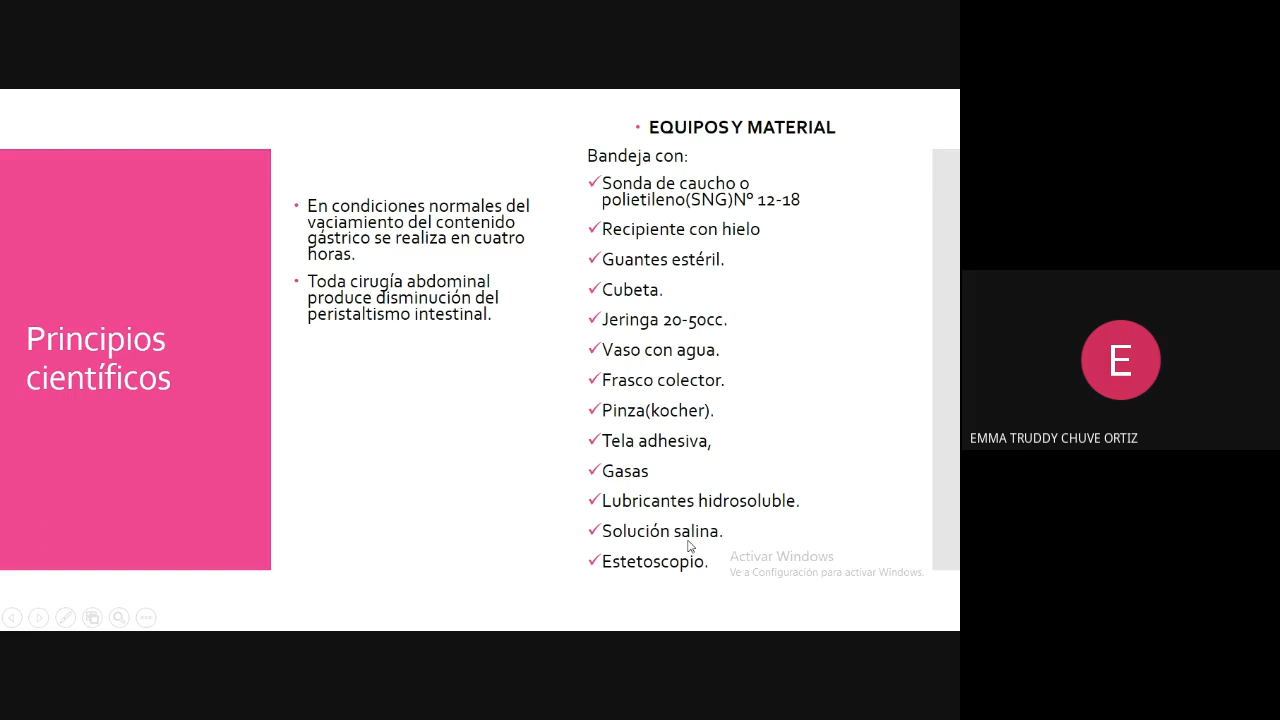 Principios
científicos
• En condiciones normales del
vaciamiento del contenido
gástrico se realiza en cuatro
horas.
• Toda cirugía abdominal
produce disminución del
peristaltismo intestinal.
• EQUIPOS Y MATERIAL
Bandeja con:
✓Sonda de caucho o
polietileno(SNG)Nº 12-18
✓Recipiente con hielo
✓Guantes estéril.
✓Cubeta.
✓Jeringa 20-50cc.
✓Vaso con agua.
✓Frasco colector.
✓Pinza(kocher).
✓Tela adhesiva,
✓Gasas
✓Lubricantes hidrosoluble.
✓Solución salina.
✓Estetoscopio.
Activar Windows
Ve a Configuración para activar Windows.
E
EMMA TRUDDY CHUVE ORTIZ